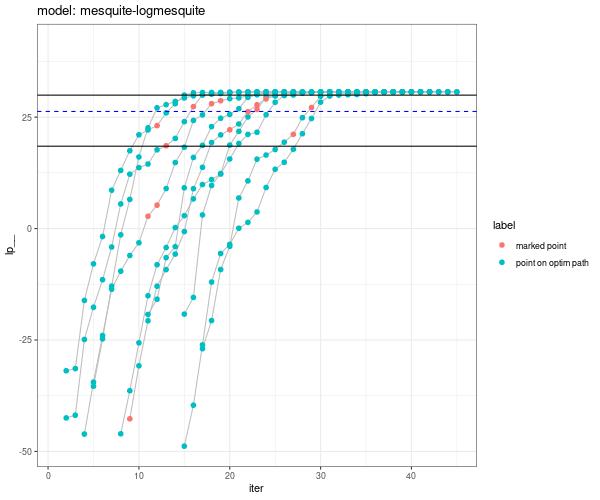 model: mesquite-logmesquite
lp__
25
0
-25
-50
0
10
20
30
40
iter
label
marked point
point on optim path